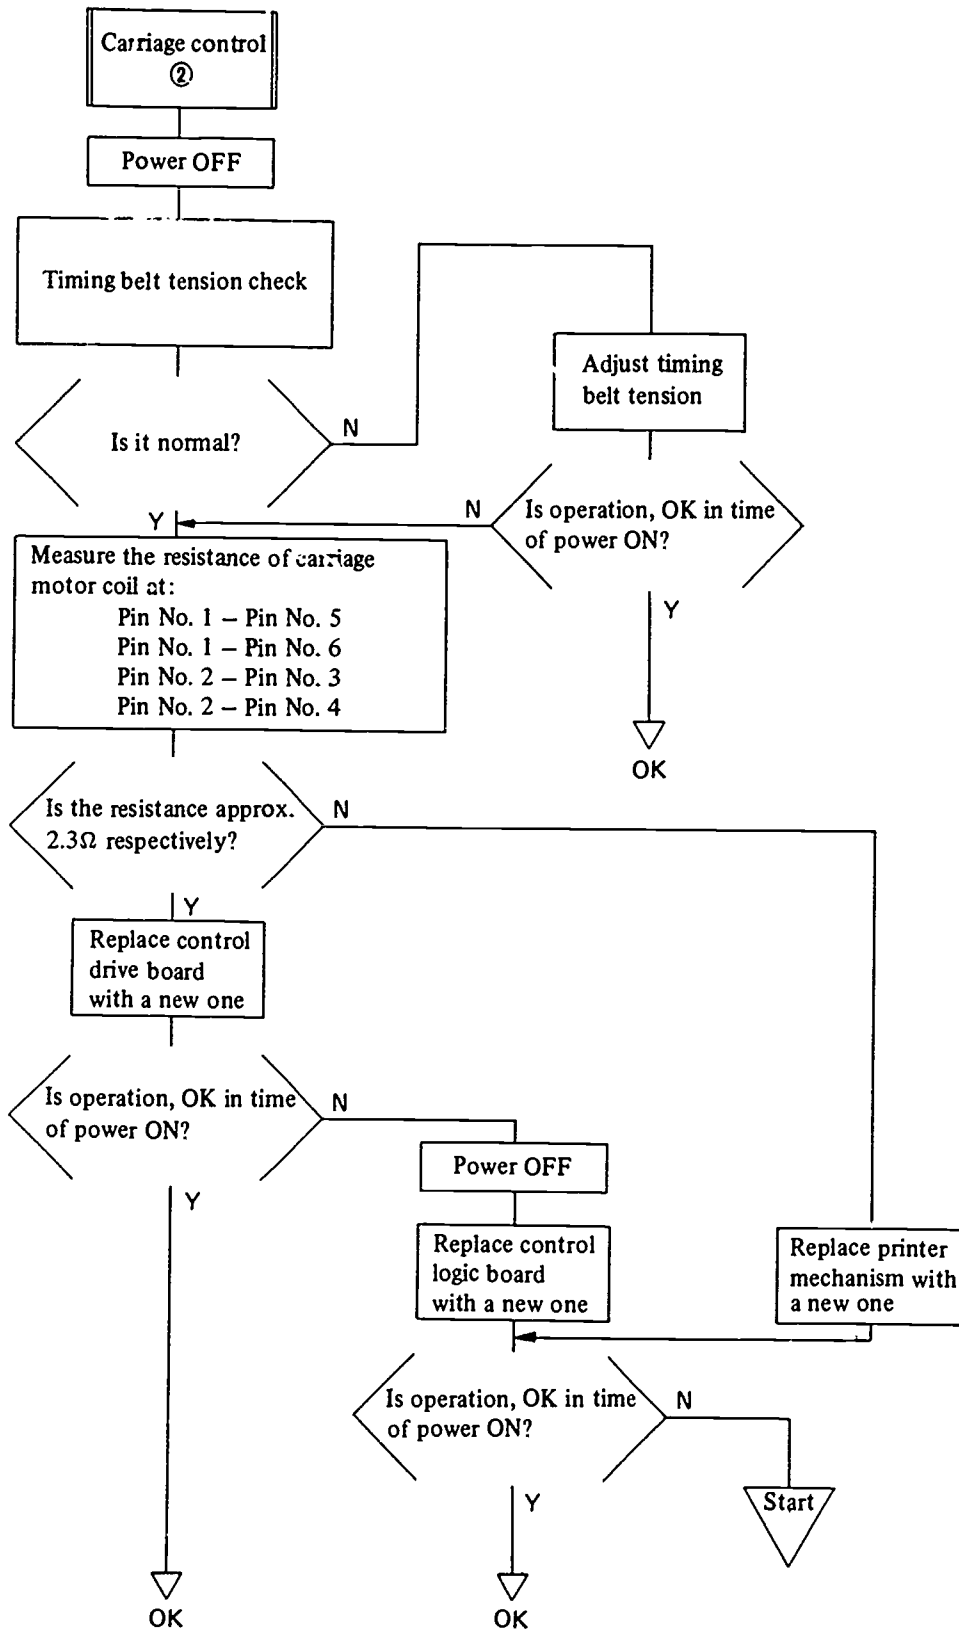 Carriage control
②
Power OFF
Timing belt tension check
Is it normal?
N
Adjust timing
belt tension
Is operation, OK in time
of power ON?
N
Y
OK
Y
Measure the resistance of carriage
motor coil at:
Pin No. 1 – Pin No. 5
Pin No. 1 – Pin No. 6
Pin No. 2 – Pin No. 3
Pin No. 2 – Pin No. 4
Is the resistance approx.
2.3Ω respectively?
N
Y
Replace control
drive board
with a new one
Is operation, OK in time
of power ON?
N
Y
Power OFF
Replace control
logic board
with a new one
Replace printer
mechanism with
a new one
Is operation, OK in time
of power ON?
N
Y
Start
OK
OK